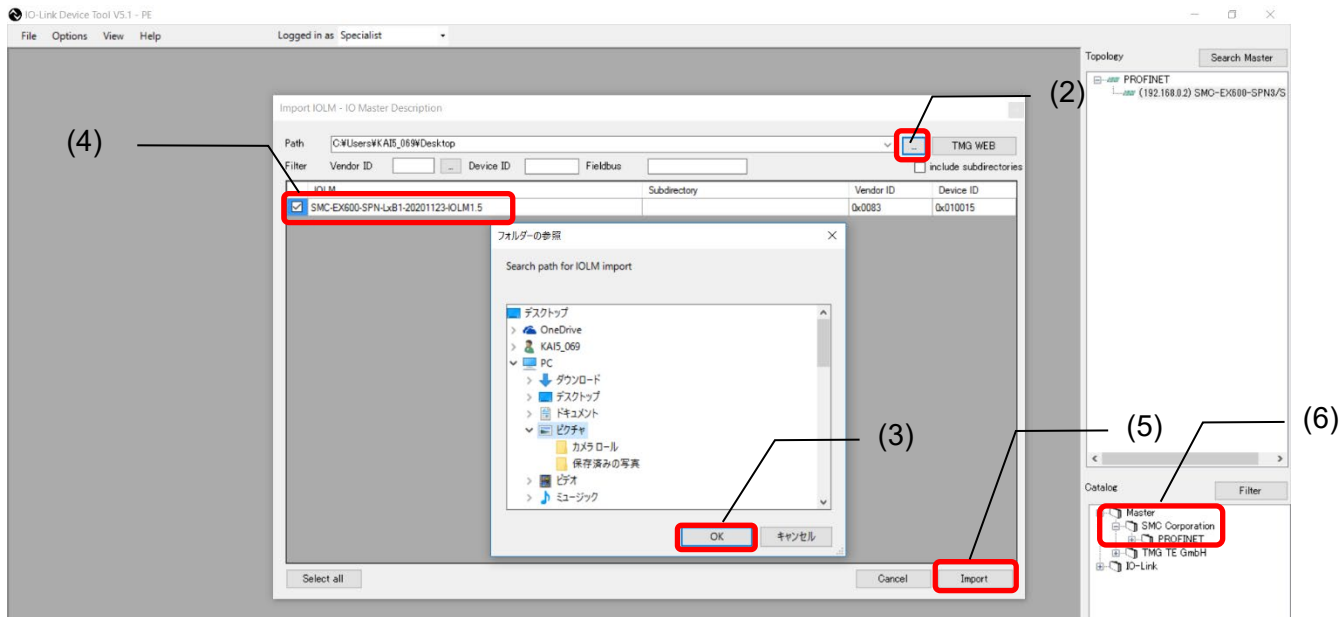 IO-Link Device Tool V5.1 - PE
File Options View Help Logged in as Specialist
Topology Search Master
PROFINET
(192.168.0.2) SMC-EX600-SPN3/S
(2)
Import IOLM - IO Master Description
(4)
Path C:¥Users¥KAI5_069¥Desktop ... TMG WEB
Filter Vendor ID ... Device ID Fieldbus include subdirectories
IOLM Subdirectory Vendor ID Device ID
SMC-EX600-SPN-LxB1-20201123-IOLM1.5 0x0083 0x010015
フォルダーの参照
Search path for IOLM import
デスクトップ
OneDrive
KAI5_069
PC
ダウンロード
デスクトップ
ドキュメント
ピクチャ
カメラ ロール
保存済みの写真
ビデオ
ミュージック
(3)
(5)
(6)
OK キャンセル
Catalog Filter
Master
SMC Corporation
PROFINET
TMG TE GmbH
IO-Link
Select all Cancel Import